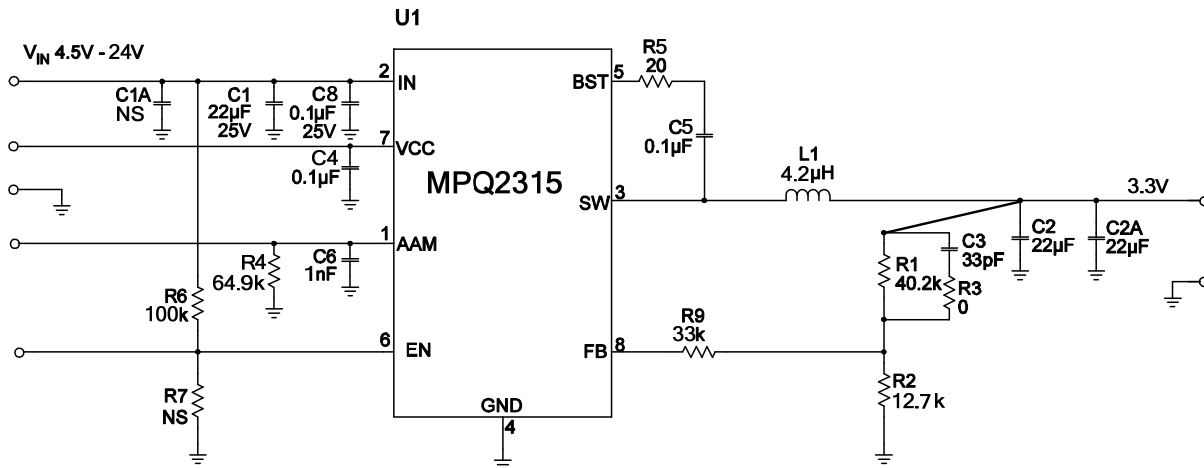 U1
V_IN 4.5V - 24V
C1A
NS
C1
22µF
25V
C8
0.1µF
25V
2
IN
7
VCC
C4
0.1µF
MPQ2315
BST
5
R5
20
C5
0.1µF
SW
3
L1
4.2µH
3.3V
1
AAM
R4
64.9k
C6
1nF
R6
100k
6
EN
R7
NS
GND
4
FB
8
R9
33k
R1
40.2k
C3
33pF
R3
0
C2
22µF
C2A
22µF
R2
12.7k